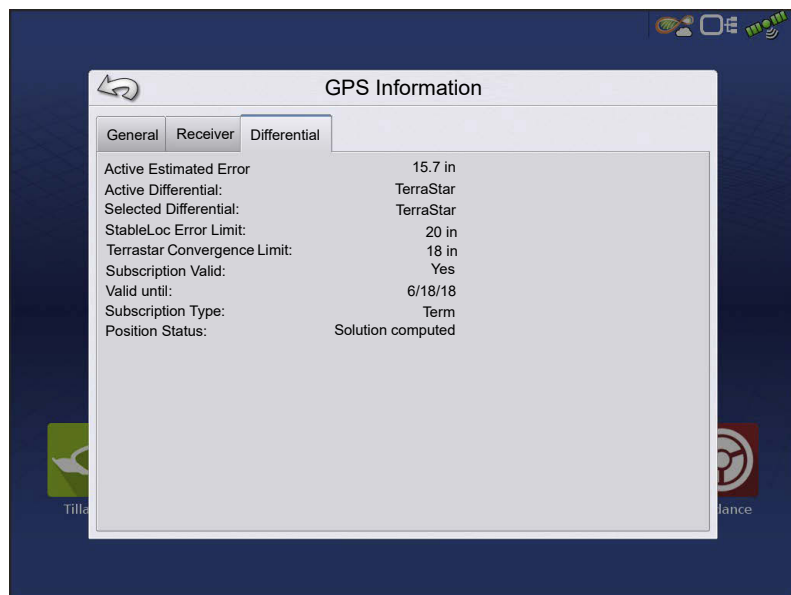 GPS Information
General Receiver Differential
Active Estimated Error 15.7 in
Active Differential: TerraStar
Selected Differential: TerraStar
StableLoc Error Limit: 20 in
Terrastar Convergence Limit: 18 in
Subscription Valid: Yes
Valid until: 6/18/18
Subscription Type: Term
Position Status: Solution computed
Tilla
dance